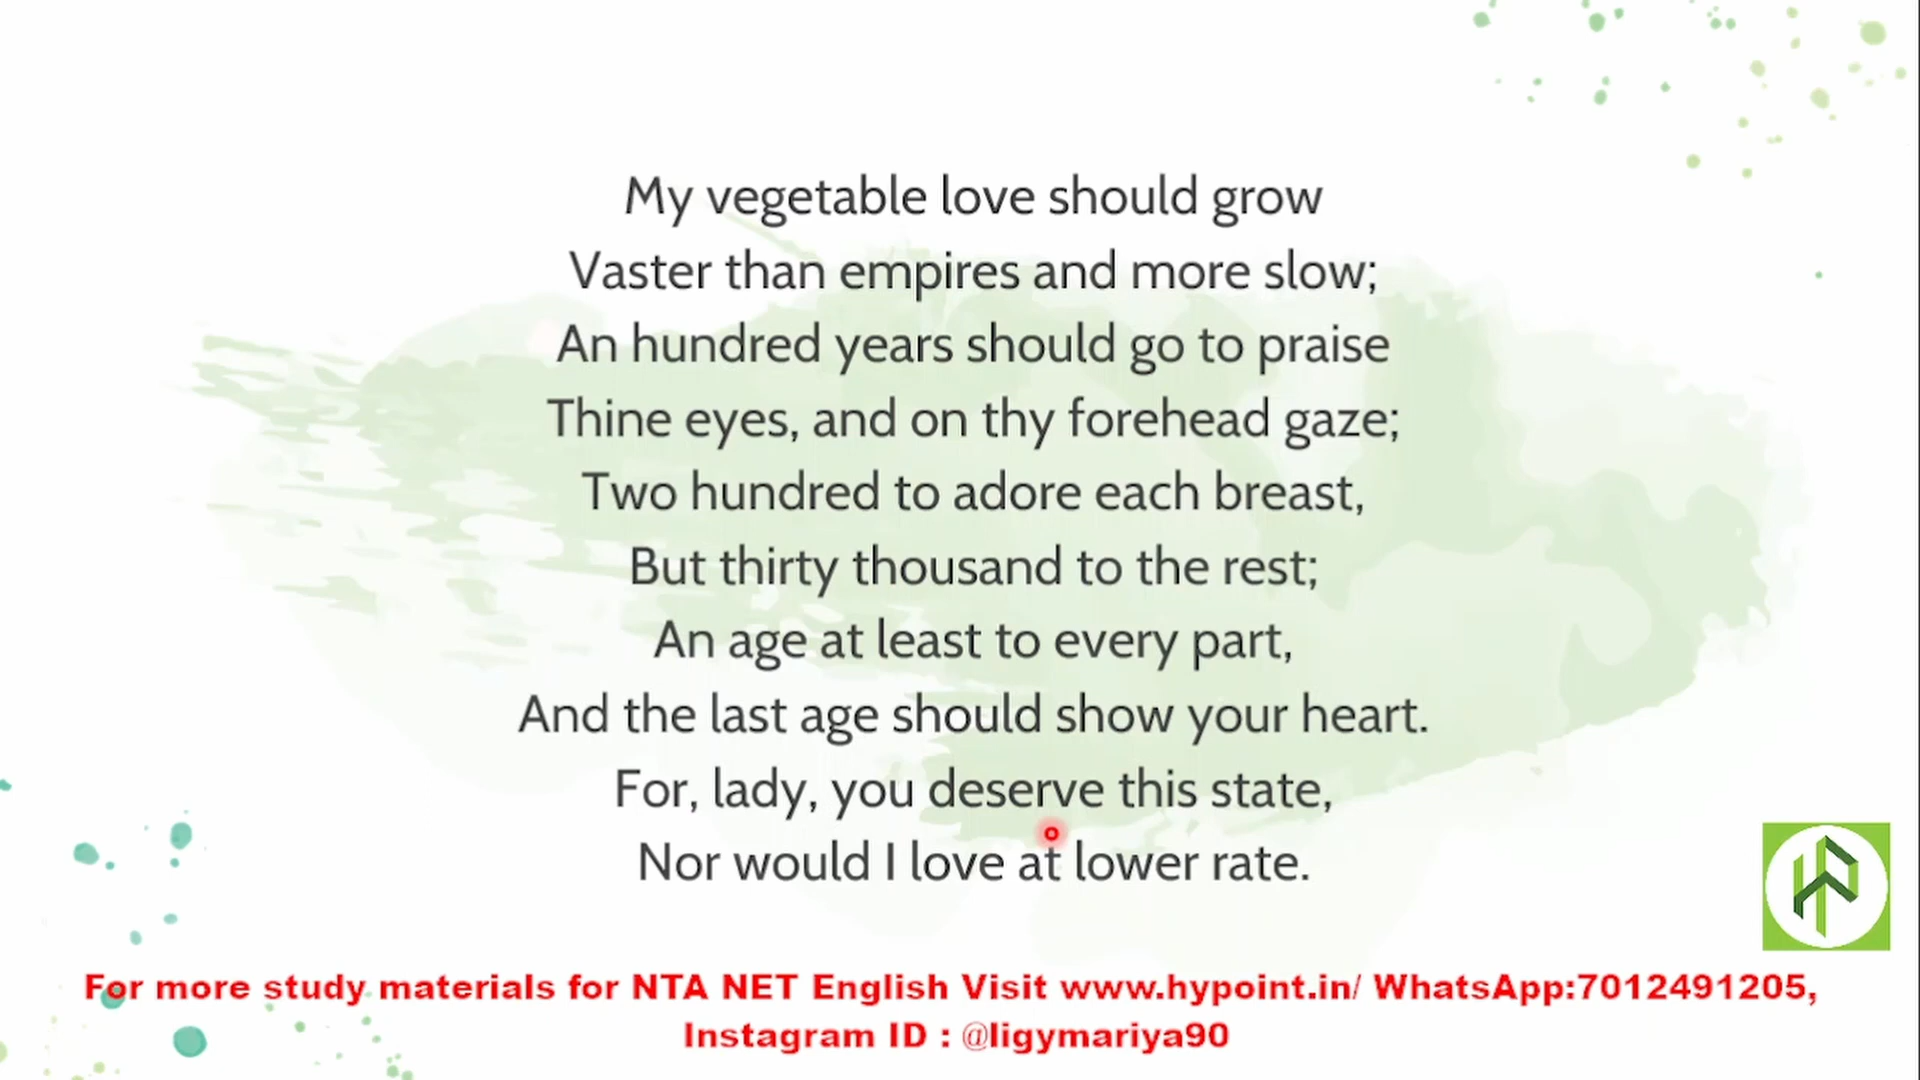 My vegetable love should grow
Vaster than empires and more slow;
An hundred years should go to praise
Thine eyes, and on thy forehead gaze;
Two hundred to adore each breast,
But thirty thousand to the rest;
An age at least to every part,
And the last age should show your heart.
For, lady, you deserve this state,
Nor would I love at lower rate.
For more study materials for NTA NET English Visit www.hypoint.in/ WhatsApp:7012491205,
Instagram ID : @ligymariya90